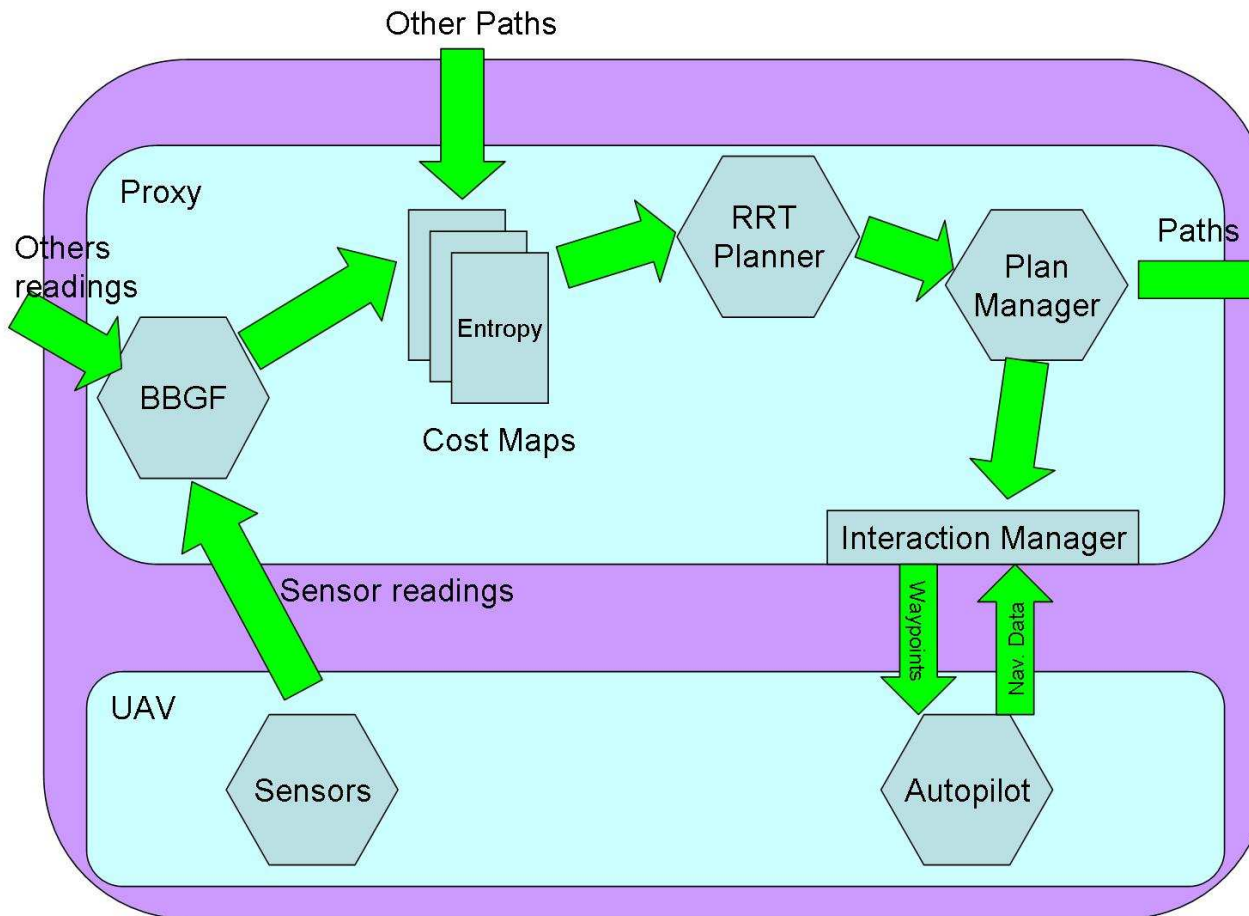 Other Paths
Proxy
Others
readings
BBGF
Entropy
Cost Maps
RRT
Planner
Plan
Manager
Paths
Interaction Manager
Sensor readings
Waypoints
Nav. Data
UAV
Sensors
Autopilot